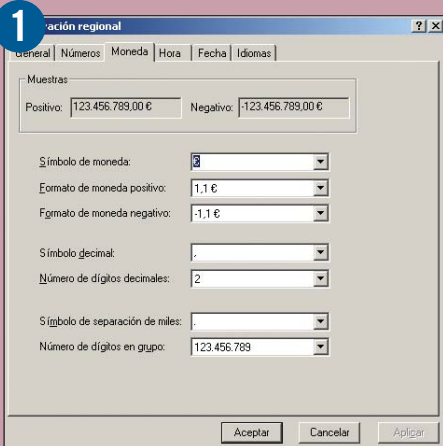 1
ración regional
General Números Moneda Hora Fecha Idiomas
Muestras
Positivo: 123.456.789,00 € Negativo: -123.456.789,00 €
Símbolo de moneda: €
Formato de moneda positivo: 1,1 €
Formato de moneda negativo: -1,1 €
Símbolo decimal: ,
Número de dígitos decimales: 2
Símbolo de separación de miles: .
Número de dígitos en grupo: 123.456.789
Aceptar Cancelar Aplicar